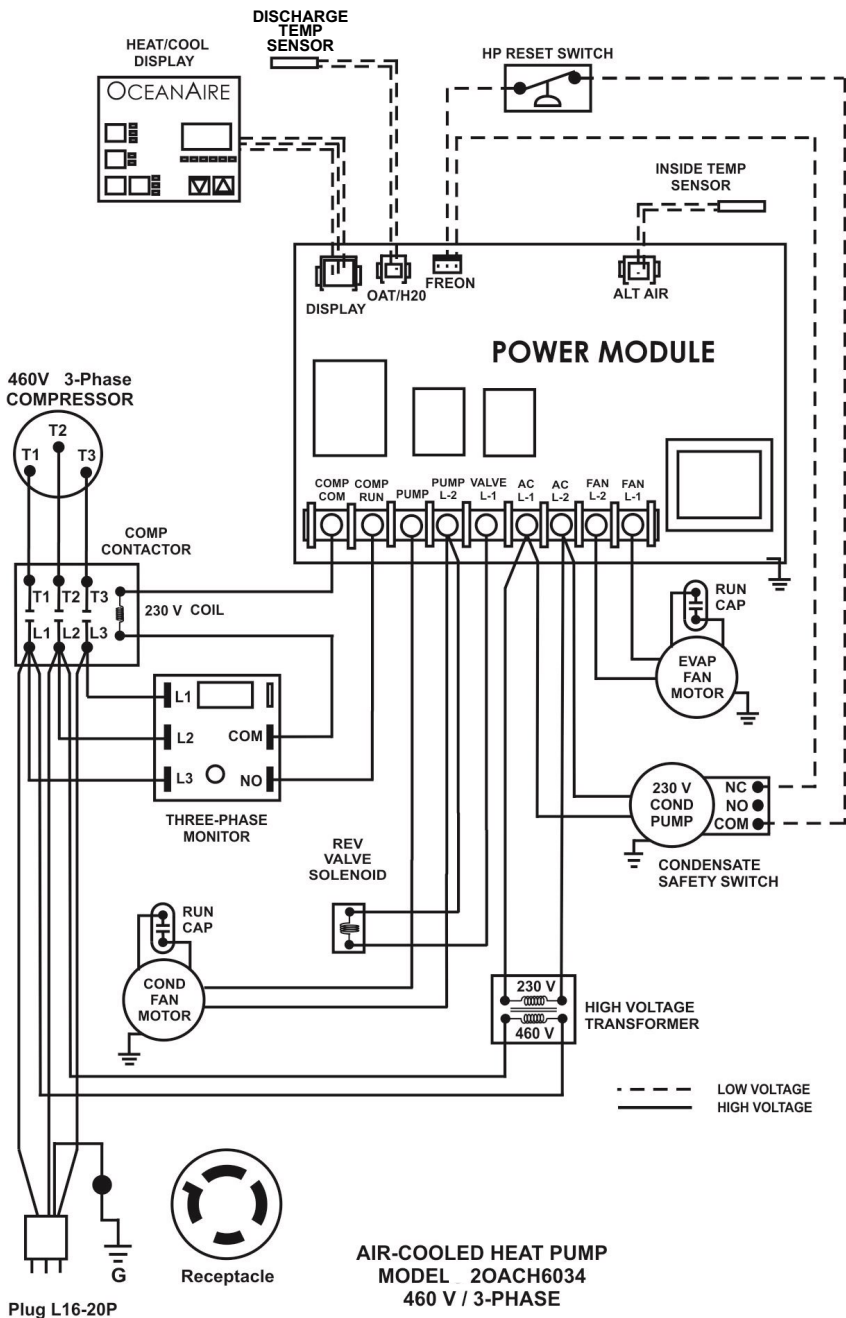 DISCHARGE
TEMP
SENSOR
HEAT/COOL
DISPLAY
OCEANAIRE
HP RESET SWITCH
INSIDE TEMP
SENSOR
DISPLAY
OAT/H20
FREON
ALT AIR
POWER MODULE
460V 3-Phase
COMPRESSOR
T1
T2
T3
COMP
COM
COMP
RUN
PUMP
PUMP
L-2
VALVE
L-1
AC
L-1
AC
L-2
FAN
L-2
FAN
L-1
COMP
CONTACTOR
T1
T2
T3
230 V COIL
L1
L2
L3
RUN
CAP
EVAP
FAN
MOTOR
L1
L2
L3
COM
NO
THREE-PHASE
MONITOR
230 V
COND
PUMP
NC
NO
COM
CONDENSATE
SAFETY SWITCH
REV
VALVE
SOLENOID
RUN
CAP
COND
FAN
MOTOR
230 V
460 V
HIGH VOLTAGE
TRANSFORMER
LOW VOLTAGE
HIGH VOLTAGE
G
Plug L16-20P
Receptacle
AIR-COOLED HEAT PUMP
MODEL 2OACH6034
460 V / 3-PHASE